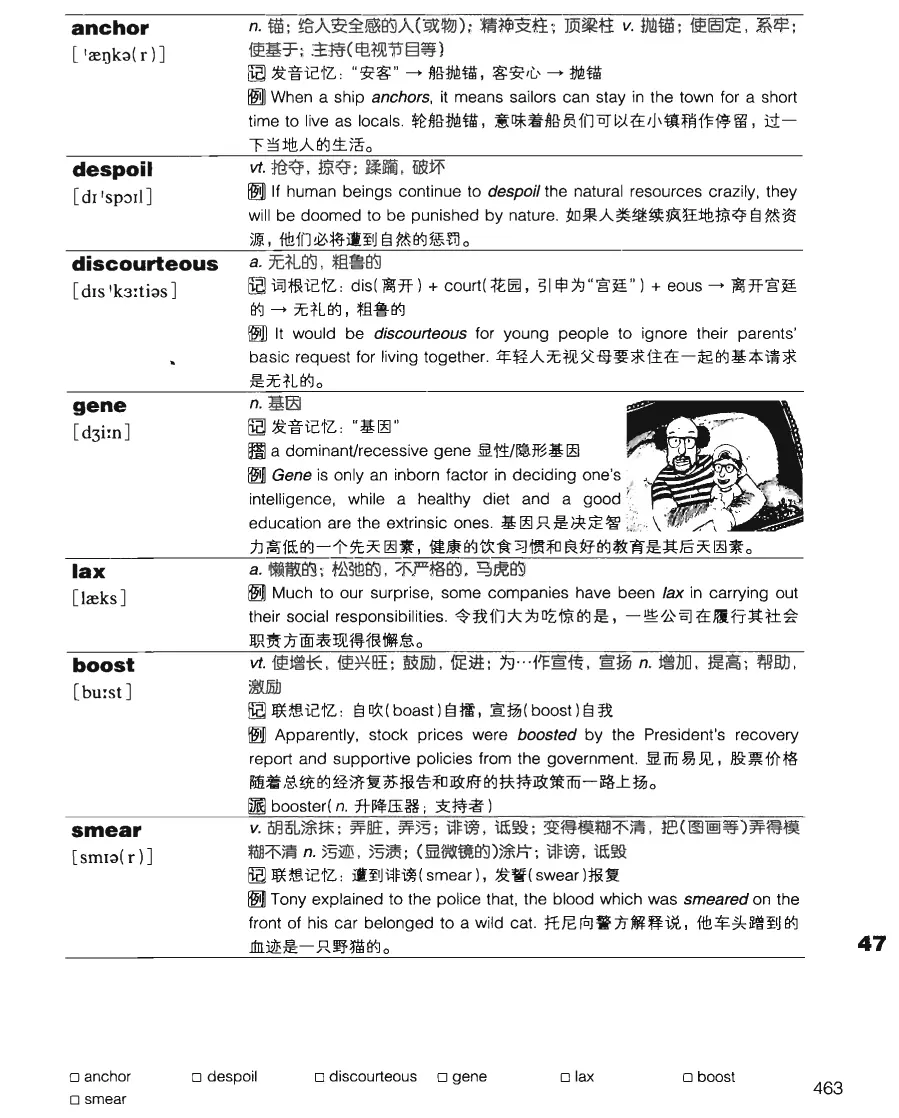 anchor n. 锚；给人安全感的人(或物)；精神支柱；顶梁柱 v. 抛锚；使固定，系牢；
[ˈæŋkə(r)] 使基于；主持(电视节目等)
记 发音记忆："安客" → 船抛锚，客安心 → 抛锚
例 When a ship anchors, it means sailors can stay in the town for a short
time to live as locals. 轮船抛锚，意味着船员们可以在小镇稍作停留，过一
下当地人的生活。
despoil vt. 抢夺，掠夺；蹂躏，破坏
[dɪˈspɔɪl] 例 If human beings continue to despoil the natural resources crazily, they
will be doomed to be punished by nature. 如果人类继续疯狂地掠夺自然资
源，他们必将遭到自然的惩罚。
discourteous a. 无礼的，粗鲁的
[dɪsˈkɜːtiəs] 记 词根记忆：dis(离开) + court(花园，引申为"宫廷") + eous → 离开宫廷
的 → 无礼的，粗鲁的
例 It would be discourteous for young people to ignore their parents'
basic request for living together. 年轻人无视父母要求住在一起的基本请求
是无礼的。
gene n. 基因
[dʒiːn] 记 发音记忆："基因"
搭 a dominant/recessive gene 显性/隐形基因
例 Gene is only an inborn factor in deciding one's
intelligence, while a healthy diet and a good
education are the extrinsic ones. 基因只是决定智
力高低的一个先天因素，健康的饮食习惯和良好的教育是其后天因素。
lax a. 懒散的；松弛的，不严格的，马虎的
[læks] 例 Much to our surprise, some companies have been lax in carrying out
their social responsibilities. 令我们大为吃惊的是，一些公司在履行其社会
职责方面表现得很懈怠。
boost vt. 使增长，使兴旺；鼓励，促进；为…作宣传，宣扬 n. 增加，提高；帮助，
[buːst] 激励
记 联想记忆：自吹(boast)自擂，宣扬(boost)自我
例 Apparently, stock prices were boosted by the President's recovery
report and supportive policies from the government. 显而易见，股票价格
随着总统的经济复苏报告和政府的扶持政策而一路上扬。
派 booster(n. 升降压器；支持者)
smear v. 胡乱涂抹；弄脏，弄污；诽谤，诋毁；变得模糊不清，把(图画等)弄得模
[smɪə(r)] 糊不清 n. 污迹，污渍；(显微镜的)涂片；诽谤，诋毁
记 联想记忆：遭到诽谤(smear)，发誓(swear)报复
例 Tony explained to the police that, the blood which was smeared on the
front of his car belonged to a wild cat. 托尼向警方解释说，他车头蹭到的
血迹是一只野猫的。
47
□ anchor □ despoil □ discourteous □ gene □ lax □ boost
□ smear
463